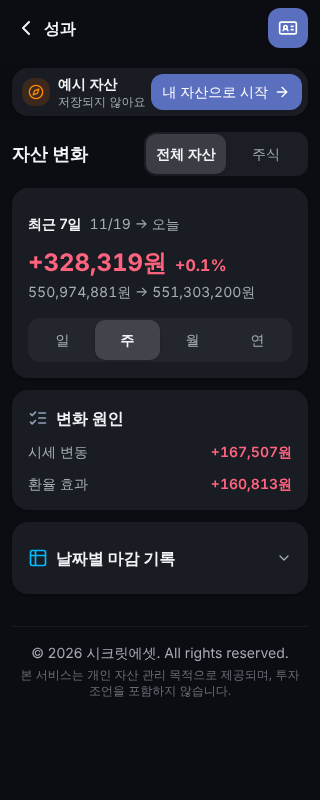 성과
예시 자산
저장되지 않아요
내 자산으로 시작 →
자산 변화
전체 자산
주식
최근 7일 11/19 → 오늘
+328,319원 +0.1%
550,974,881원 → 551,303,200원
일 주 월 연
변화 원인
시세 변동 +167,507원
환율 효과 +160,813원
날짜별 마감 기록
© 2026 시크릿에셋. All rights reserved.
본 서비스는 개인 자산 관리 목적으로 제공되며, 투자
조언을 포함하지 않습니다.